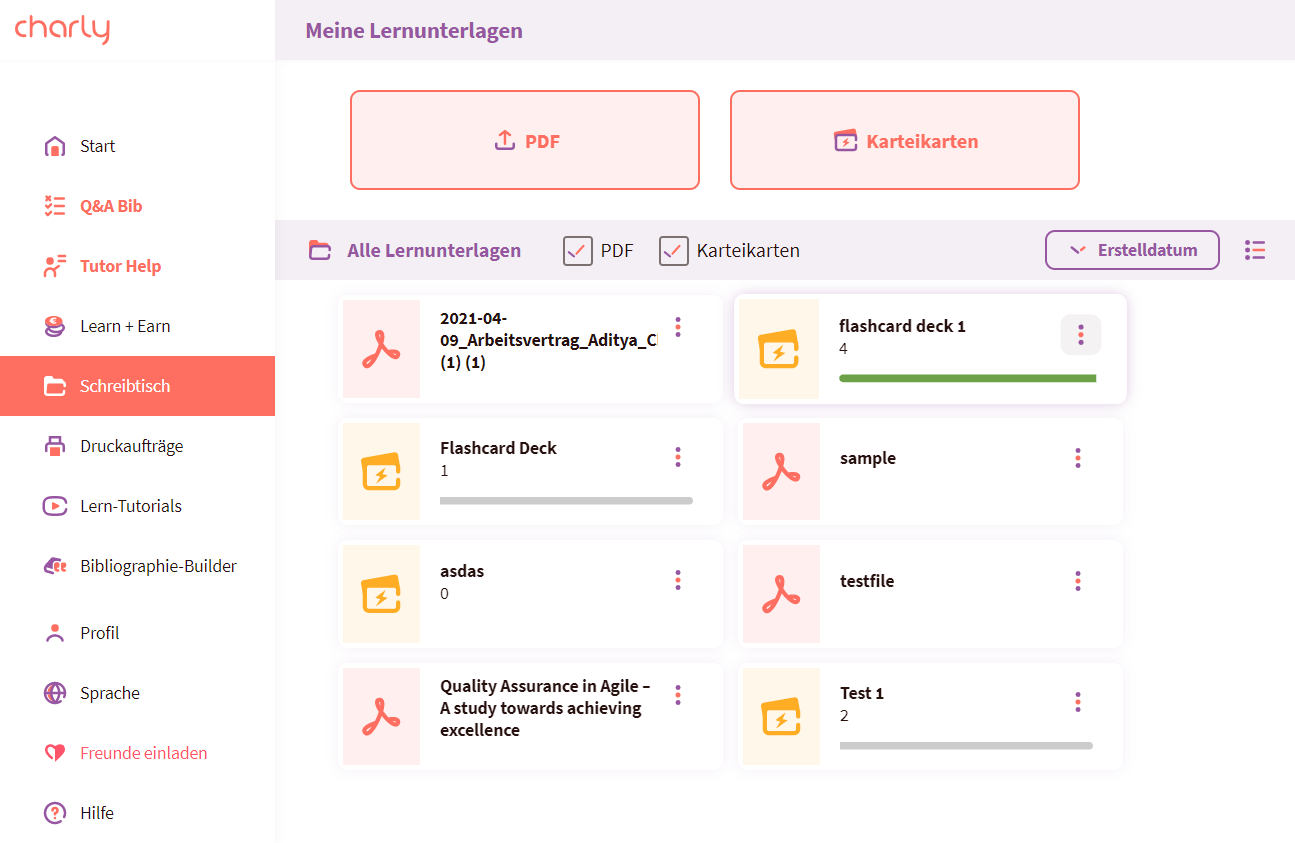 charly
Meine Lernunterlagen
Start
Q&A Bib
Tutor Help
Learn + Earn
Schreibtisch
Druckaufträge
Lern-Tutorials
Bibliographie-Builder
Profil
Sprache
Freunde einladen
Hilfe
PDF
Karteikarten
Alle Lernunterlagen
PDF
Karteikarten
Erstelldatum
2021-04-
09_Arbeitsvertrag_Aditya_C
(1) (1)
flashcard deck 1
4
Flashcard Deck
1
sample
asdas
0
testfile
Quality Assurance in Agile –
A study towards achieving
excellence
Test 1
2